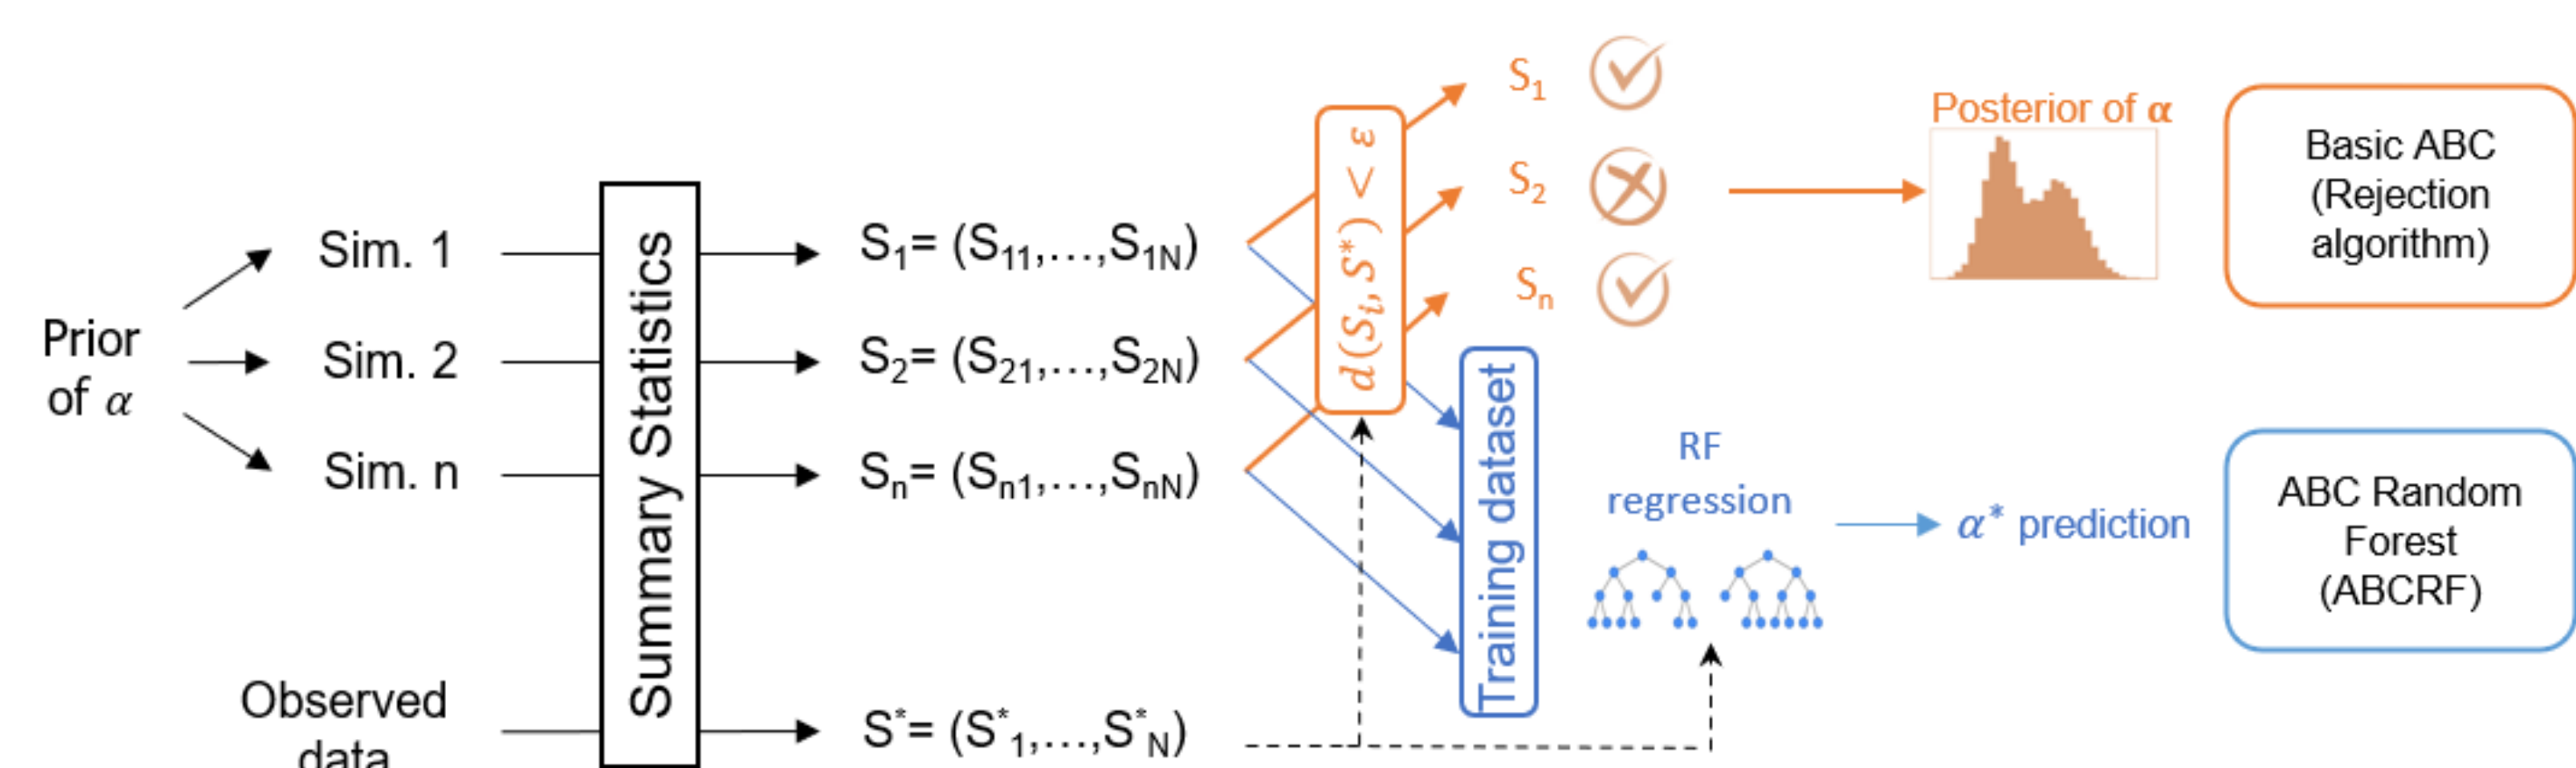 Prior
of α
Sim. 1
Sim. 2
Sim. n
Observed
data
Summary Statistics
S₁= (S₁₁,...,S₁N)
S₂= (S₂₁,...,S₂N)
Sₙ= (Sₙ₁,...,SₙN)
S*= (S*₁,...,S*N)
d(Sᵢ,S*) < ε
S₁
S₂
Sₙ
Posterior of α
Basic ABC
(Rejection
algorithm)
Training dataset
RF
regression
α* prediction
ABC Random
Forest
(ABCRF)